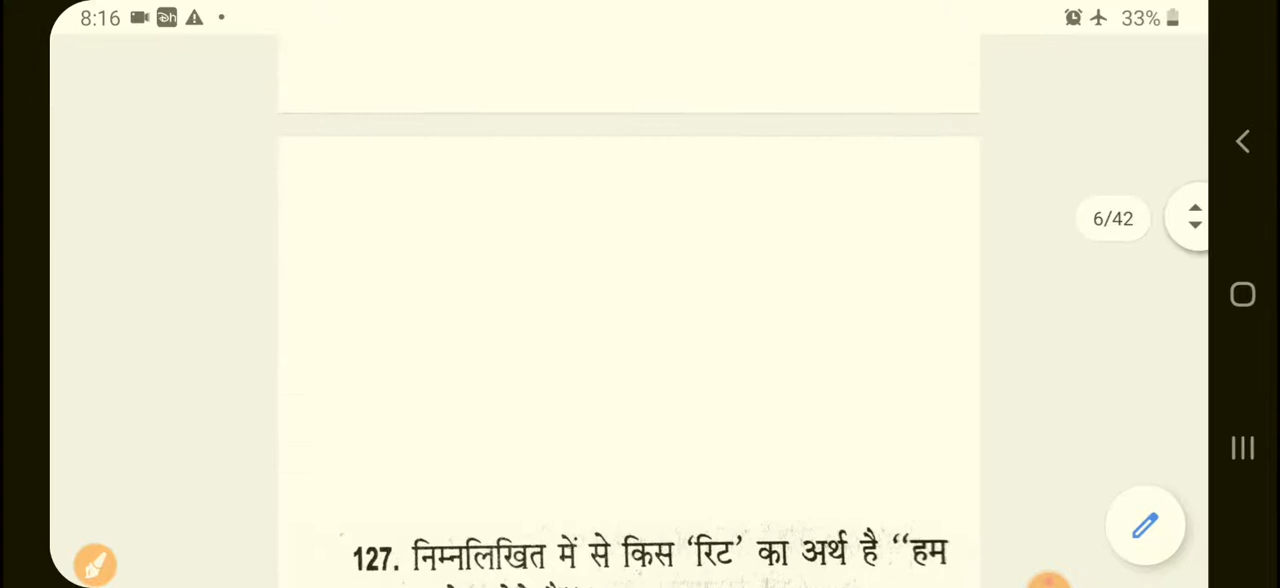 8:16
33%
6/42
127. निम्नलिखित में से किस ‘रिट’ का अर्थ है ‘‘हम